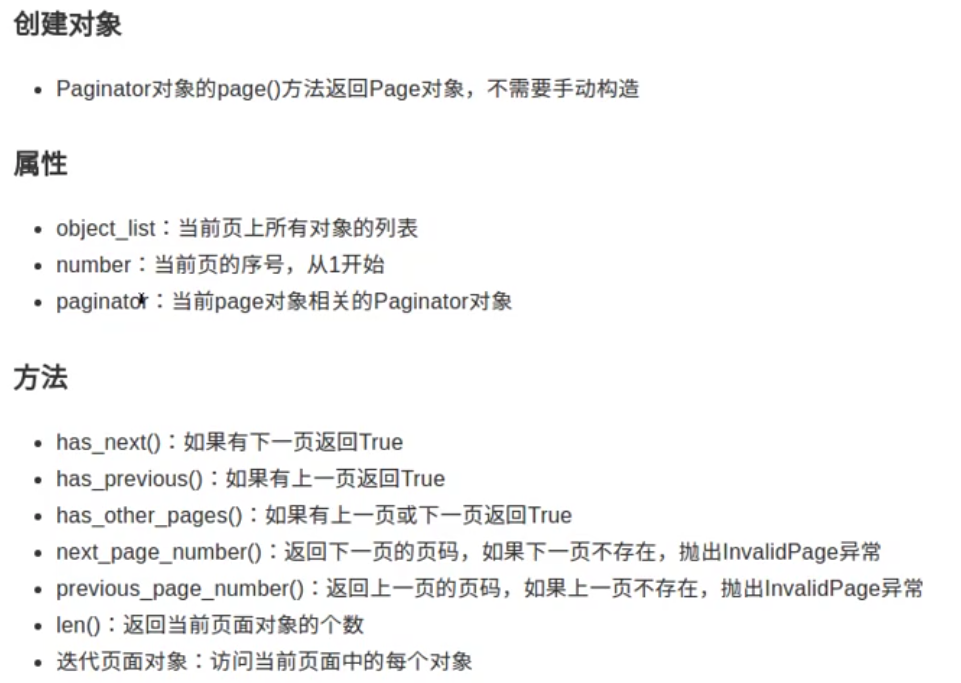 创建对象
Paginator对象的page()方法返回Page对象，不需要手动构造
属性
object_list：当前页上所有对象的列表
number：当前页的序号，从1开始
paginator：当前page对象相关的Paginator对象
方法
has_next()：如果有下一页返回True
has_previous()：如果有上一页返回True
has_other_pages()：如果有上一页或下一页返回True
next_page_number()：返回下一页的页码，如果下一页不存在，抛出InvalidPage异常
previous_page_number()：返回上一页的页码，如果上一页不存在，抛出InvalidPage异常
len()：返回当前页面对象的个数
迭代页面对象：访问当前页面中的每个对象